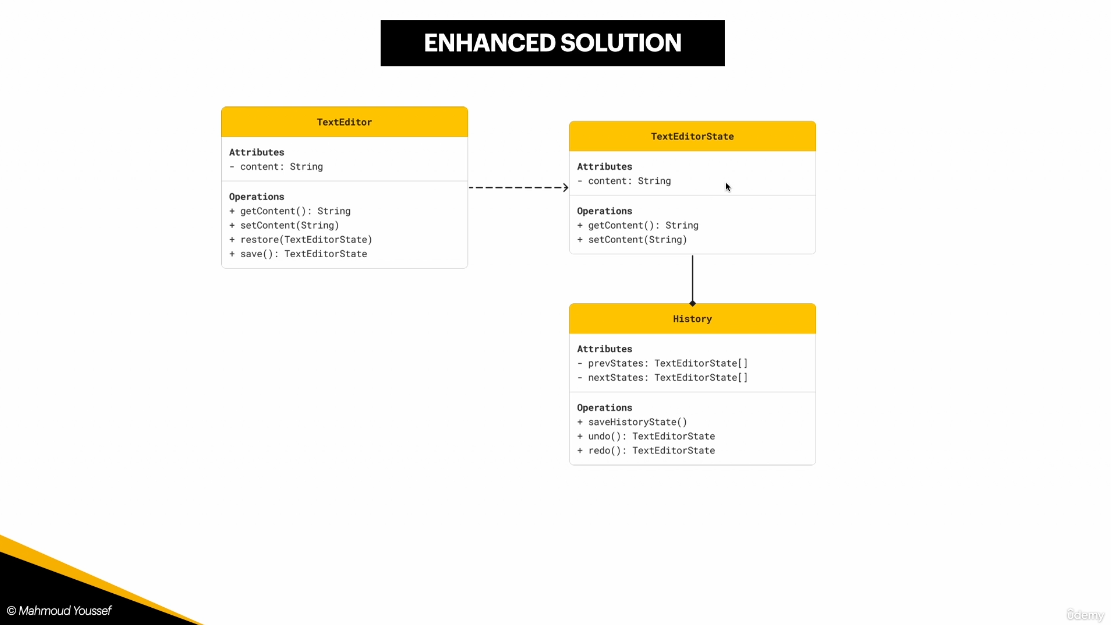 ENHANCED SOLUTION
TextEditor
Attributes
- content: String
Operations
+ getContent(): String
+ setContent(String)
+ restore(TextEditorState)
+ save(): TextEditorState
TextEditorState
Attributes
- content: String
Operations
+ getContent(): String
+ setContent(String)
History
Attributes
- prevStates: TextEditorState[]
- nextStates: TextEditorState[]
Operations
+ saveHistoryState()
+ undo(): TextEditorState
+ redo(): TextEditorState
© Mahmoud Youssef
ûdemy